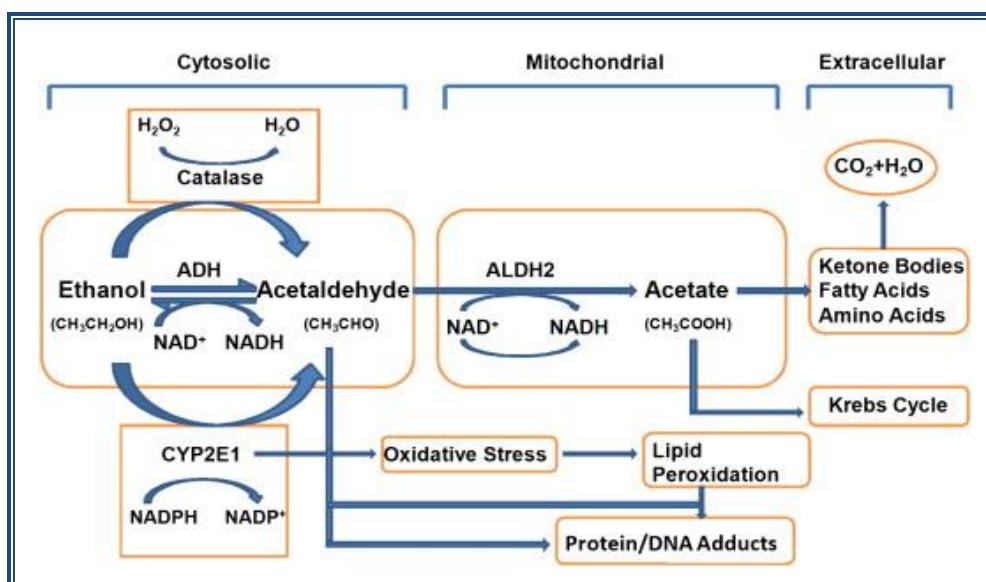 Cytosolic
Mitochondrial
Extracellular
H₂O₂
H₂O
Catalase
CO₂+H₂O
Ethanol
(CH₃CH₂OH)
ADH
NAD⁺
NADH
Acetaldehyde
(CH₃CHO)
ALDH2
NAD⁺
NADH
Acetate
(CH₃COOH)
Ketone Bodies
Fatty Acids
Amino Acids
Krebs Cycle
CYP2E1
NADPH
NADP⁺
Oxidative Stress
Lipid
Peroxidation
Protein/DNA Adducts